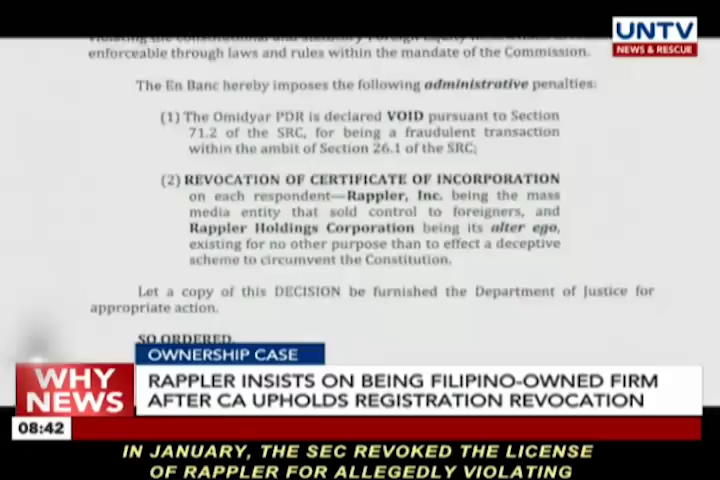 enforceable through laws and rules within the mandate of the Commission.
The En Banc hereby imposes the following administrative penalties:
(1) The Omidyar PDR is declared VOID pursuant to Section
71.2 of the SRC, for being a fraudulent transaction
within the ambit of Section 26.1 of the SRC;
(2) REVOCATION OF CERTIFICATE OF INCORPORATION
on each respondent—Rappler, Inc. being the mass
media entity that sold control to foreigners, and
Rappler Holdings Corporation being its alter ego,
existing for no other purpose than to effect a deceptive
scheme to circumvent the Constitution.
Let a copy of this DECISION be furnished the Department of Justice for
appropriate action.
SO ORDERED.
UNTV
NEWS & RESCUE
OWNERSHIP CASE
WHY
NEWS
RAPPLER INSISTS ON BEING FILIPINO-OWNED FIRM
AFTER CA UPHOLDS REGISTRATION REVOCATION
08:42
IN JANUARY, THE SEC REVOKED THE LICENSE
OF RAPPLER FOR ALLEGEDLY VIOLATING